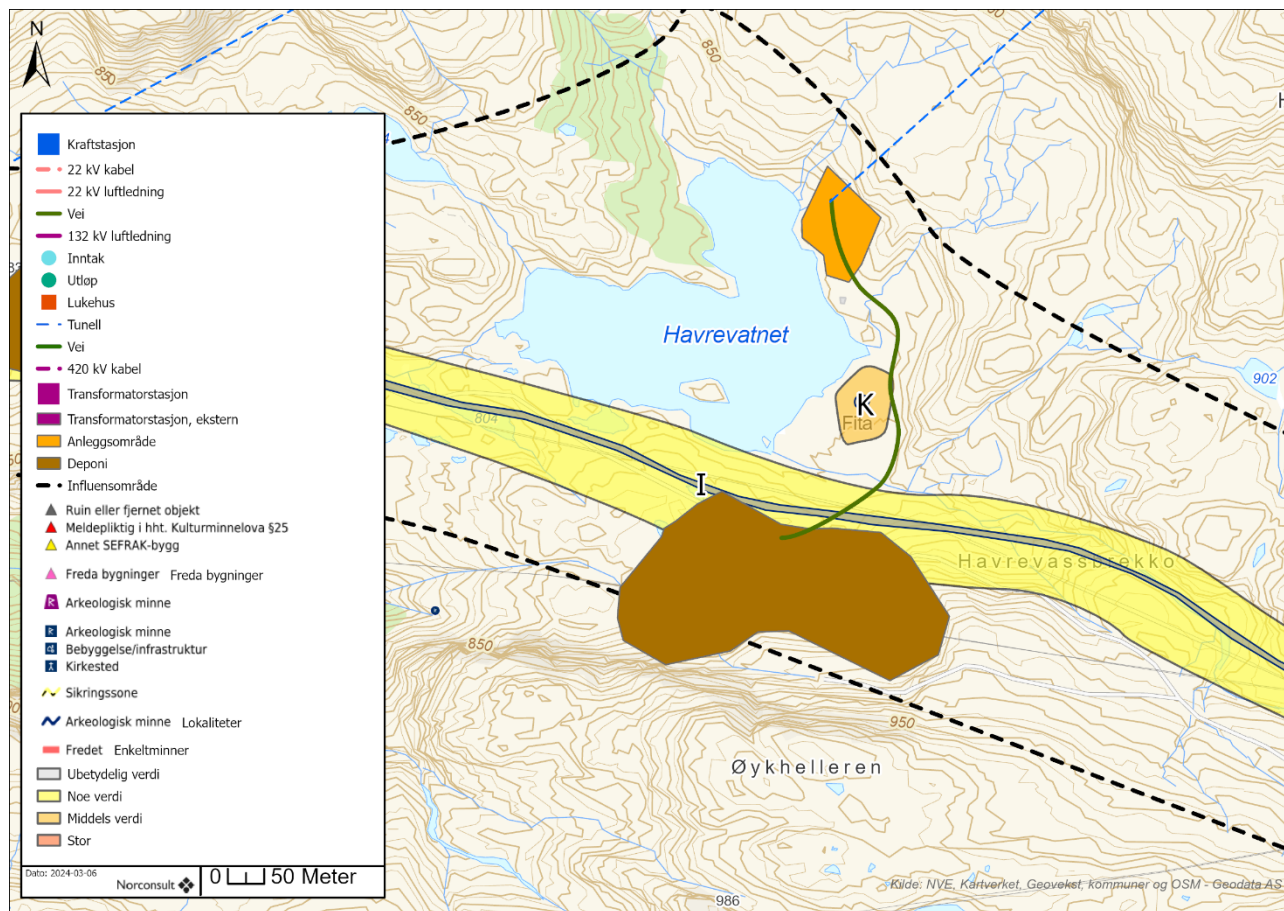 N
850
850
850
850
Kraftstasjon
22 kV kabel
22 kV luftledning
Vei
132 kV luftledning
Inntak
Utløp
Lukehus
Tunell
Vei
420 kV kabel
Transformatorstasjon
Transformatorstasjon, ekstern
Anleggsområde
Deponi
Influensområde
Ruin eller fjernet objekt
Meldepliktig i hht. Kulturminnelova §25
Annet SEFRAK-bygg
Freda bygninger Freda bygninger
Arkeologisk minne
Arkeologisk minne
Bebyggelse/infrastruktur
Kirkested
Sikringssone
Arkeologisk minne Lokaliteter
Fredet Enkeltminner
Ubetydelig verdi
Noe verdi
Middels verdi
Stor
Dato: 2024-03-06
Norconsult
0 50 Meter
H
Havrevatnet
902
804
K
Fita
I
Havrevassbrekko
850
950
Øykhelleren
986
Kilde: NVE, Kartverket, Geovekst, kommuner og OSM - Geodata AS